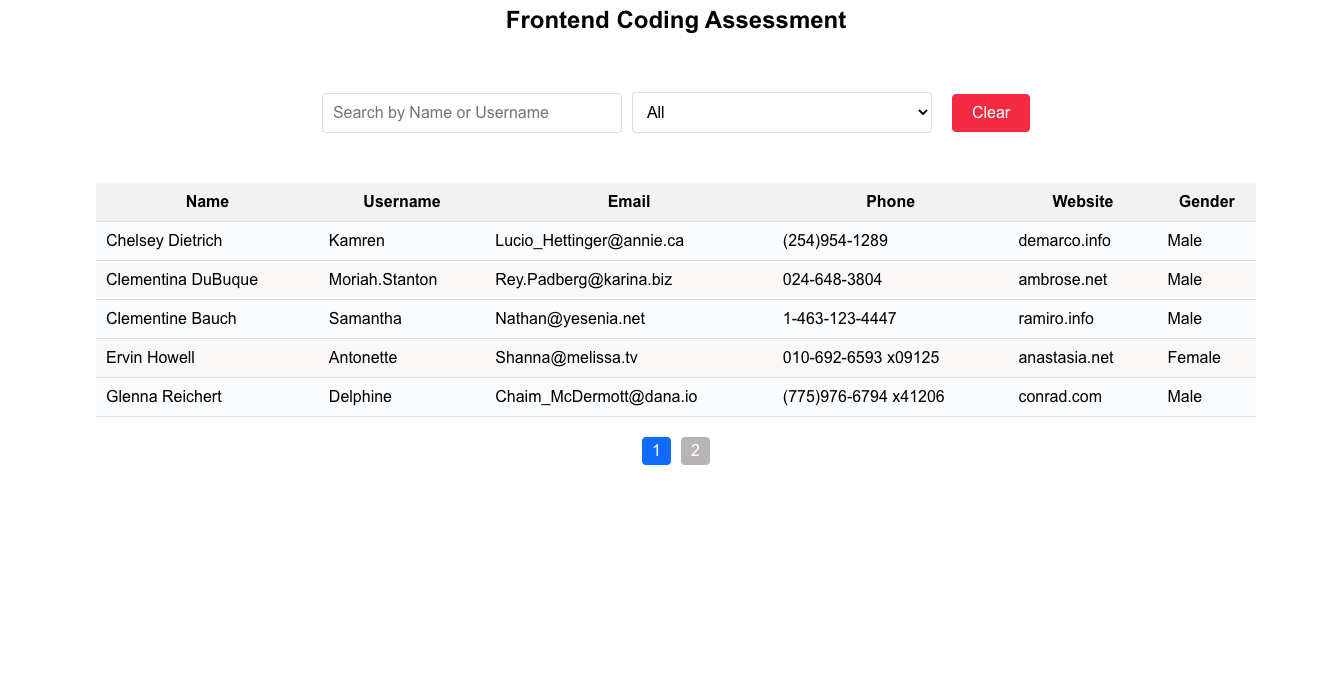 Frontend Coding Assessment
Search by Name or Username All Clear
Name Username Email Phone Website Gender
Chelsey Dietrich Kamren Lucio_Hettinger@annie.ca (254)954-1289 demarco.info Male
Clementina DuBuque Moriah.Stanton Rey.Padberg@karina.biz 024-648-3804 ambrose.net Male
Clementine Bauch Samantha Nathan@yesenia.net 1-463-123-4447 ramiro.info Male
Ervin Howell Antonette Shanna@melissa.tv 010-692-6593 x09125 anastasia.net Female
Glenna Reichert Delphine Chaim_McDermott@dana.io (775)976-6794 x41206 conrad.com Male
1 2